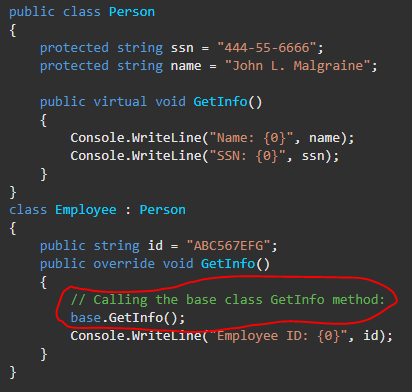 public class Person
{
    protected string ssn = "444-55-6666";
    protected string name = "John L. Malgraine";
    public virtual void GetInfo()
    {
        Console.WriteLine("Name: {0}", name);
        Console.WriteLine("SSN: {0}", ssn);
    }
}
class Employee : Person
{
    public string id = "ABC567EFG";
    public override void GetInfo()
    {
        // Calling the base class GetInfo method:
        base.GetInfo();
        Console.WriteLine("Employee ID: {0}", id);
    }
}